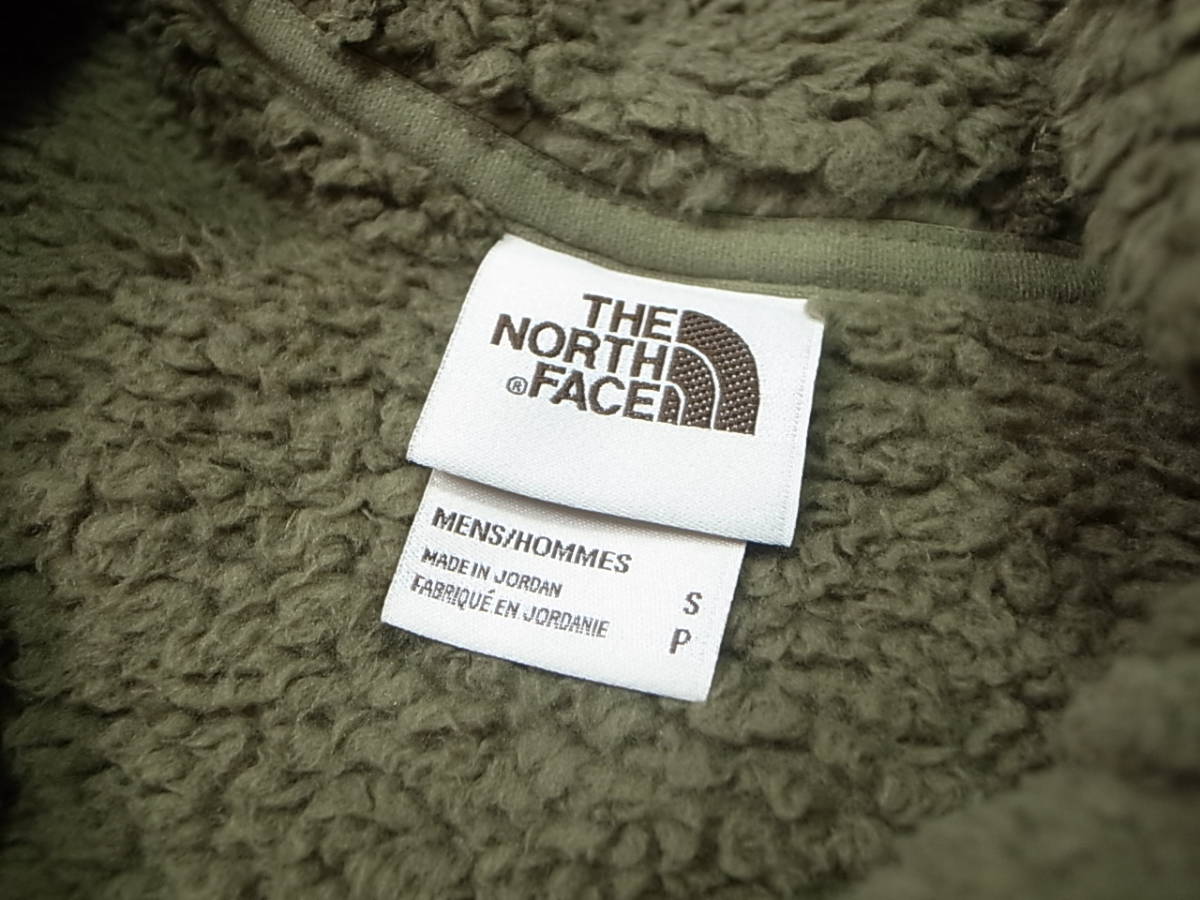 THE
NORTH
®FACE
MENS/HOMMES
MADE IN JORDAN
FABRIQUÉ EN JORDANIE
S
P